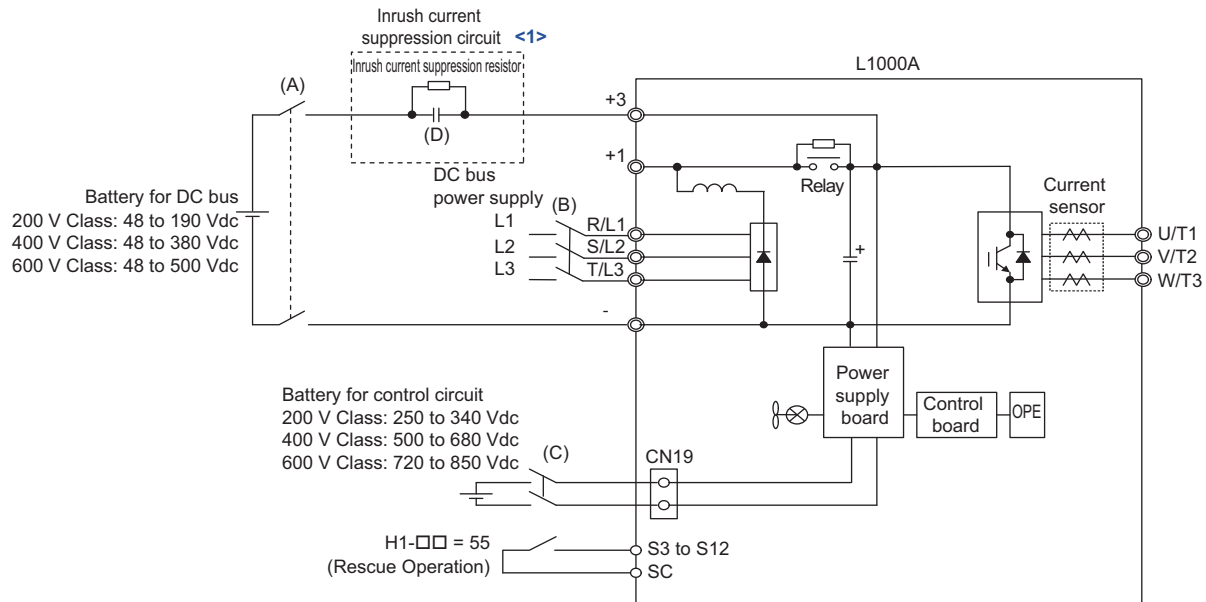 Inrush current
suppression circuit <1>
Inrush current suppression resistor
L1000A
(A)
+3
(D)
+1
DC bus
power supply
Relay
Battery for DC bus
200 V Class: 48 to 190 Vdc
400 V Class: 48 to 380 Vdc
600 V Class: 48 to 500 Vdc
(B)
L1
L2
L3
R/L1
S/L2
T/L3
+
Current
sensor
U/T1
V/T2
W/T3
-
Battery for control circuit
200 V Class: 250 to 340 Vdc
400 V Class: 500 to 680 Vdc
600 V Class: 720 to 850 Vdc
Power
supply
board
Control
board
OPE
(C)
CN19
H1-□□ = 55
(Rescue Operation)
S3 to S12
SC